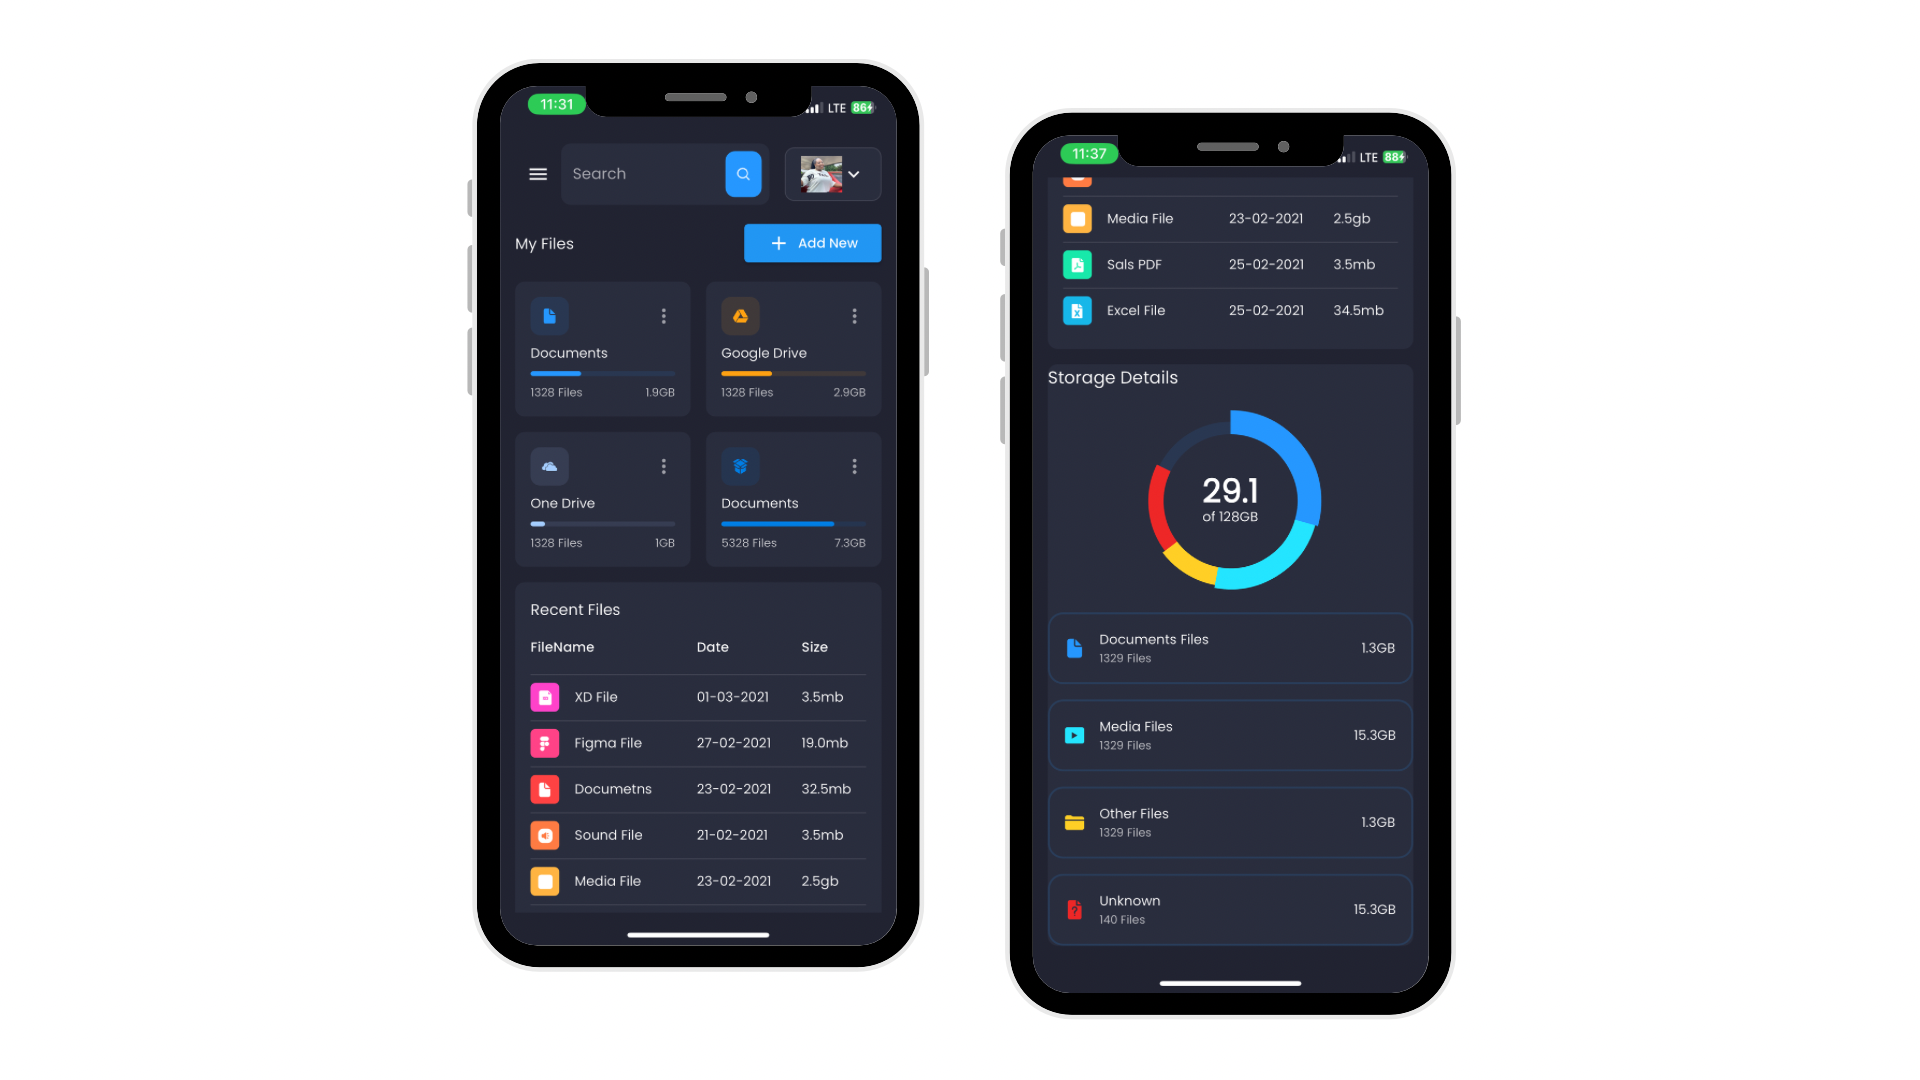 11:31
LTE 86
Search
My Files
+ Add New
Documents
1328 Files 1.9GB
Google Drive
1328 Files 2.9GB
One Drive
1328 Files 1GB
Documents
5328 Files 7.3GB
Recent Files
FileName Date Size
XD File 01-03-2021 3.5mb
Figma File 27-02-2021 19.0mb
Documetns 23-02-2021 32.5mb
Sound File 21-02-2021 3.5mb
Media File 23-02-2021 2.5gb
11:37
LTE 88
Media File 23-02-2021 2.5gb
Sals PDF 25-02-2021 3.5mb
Excel File 25-02-2021 34.5mb
Storage Details
29.1
of 128GB
Documents Files
1329 Files
1.3GB
Media Files
1329 Files
15.3GB
Other Files
1329 Files
1.3GB
Unknown
140 Files
15.3GB